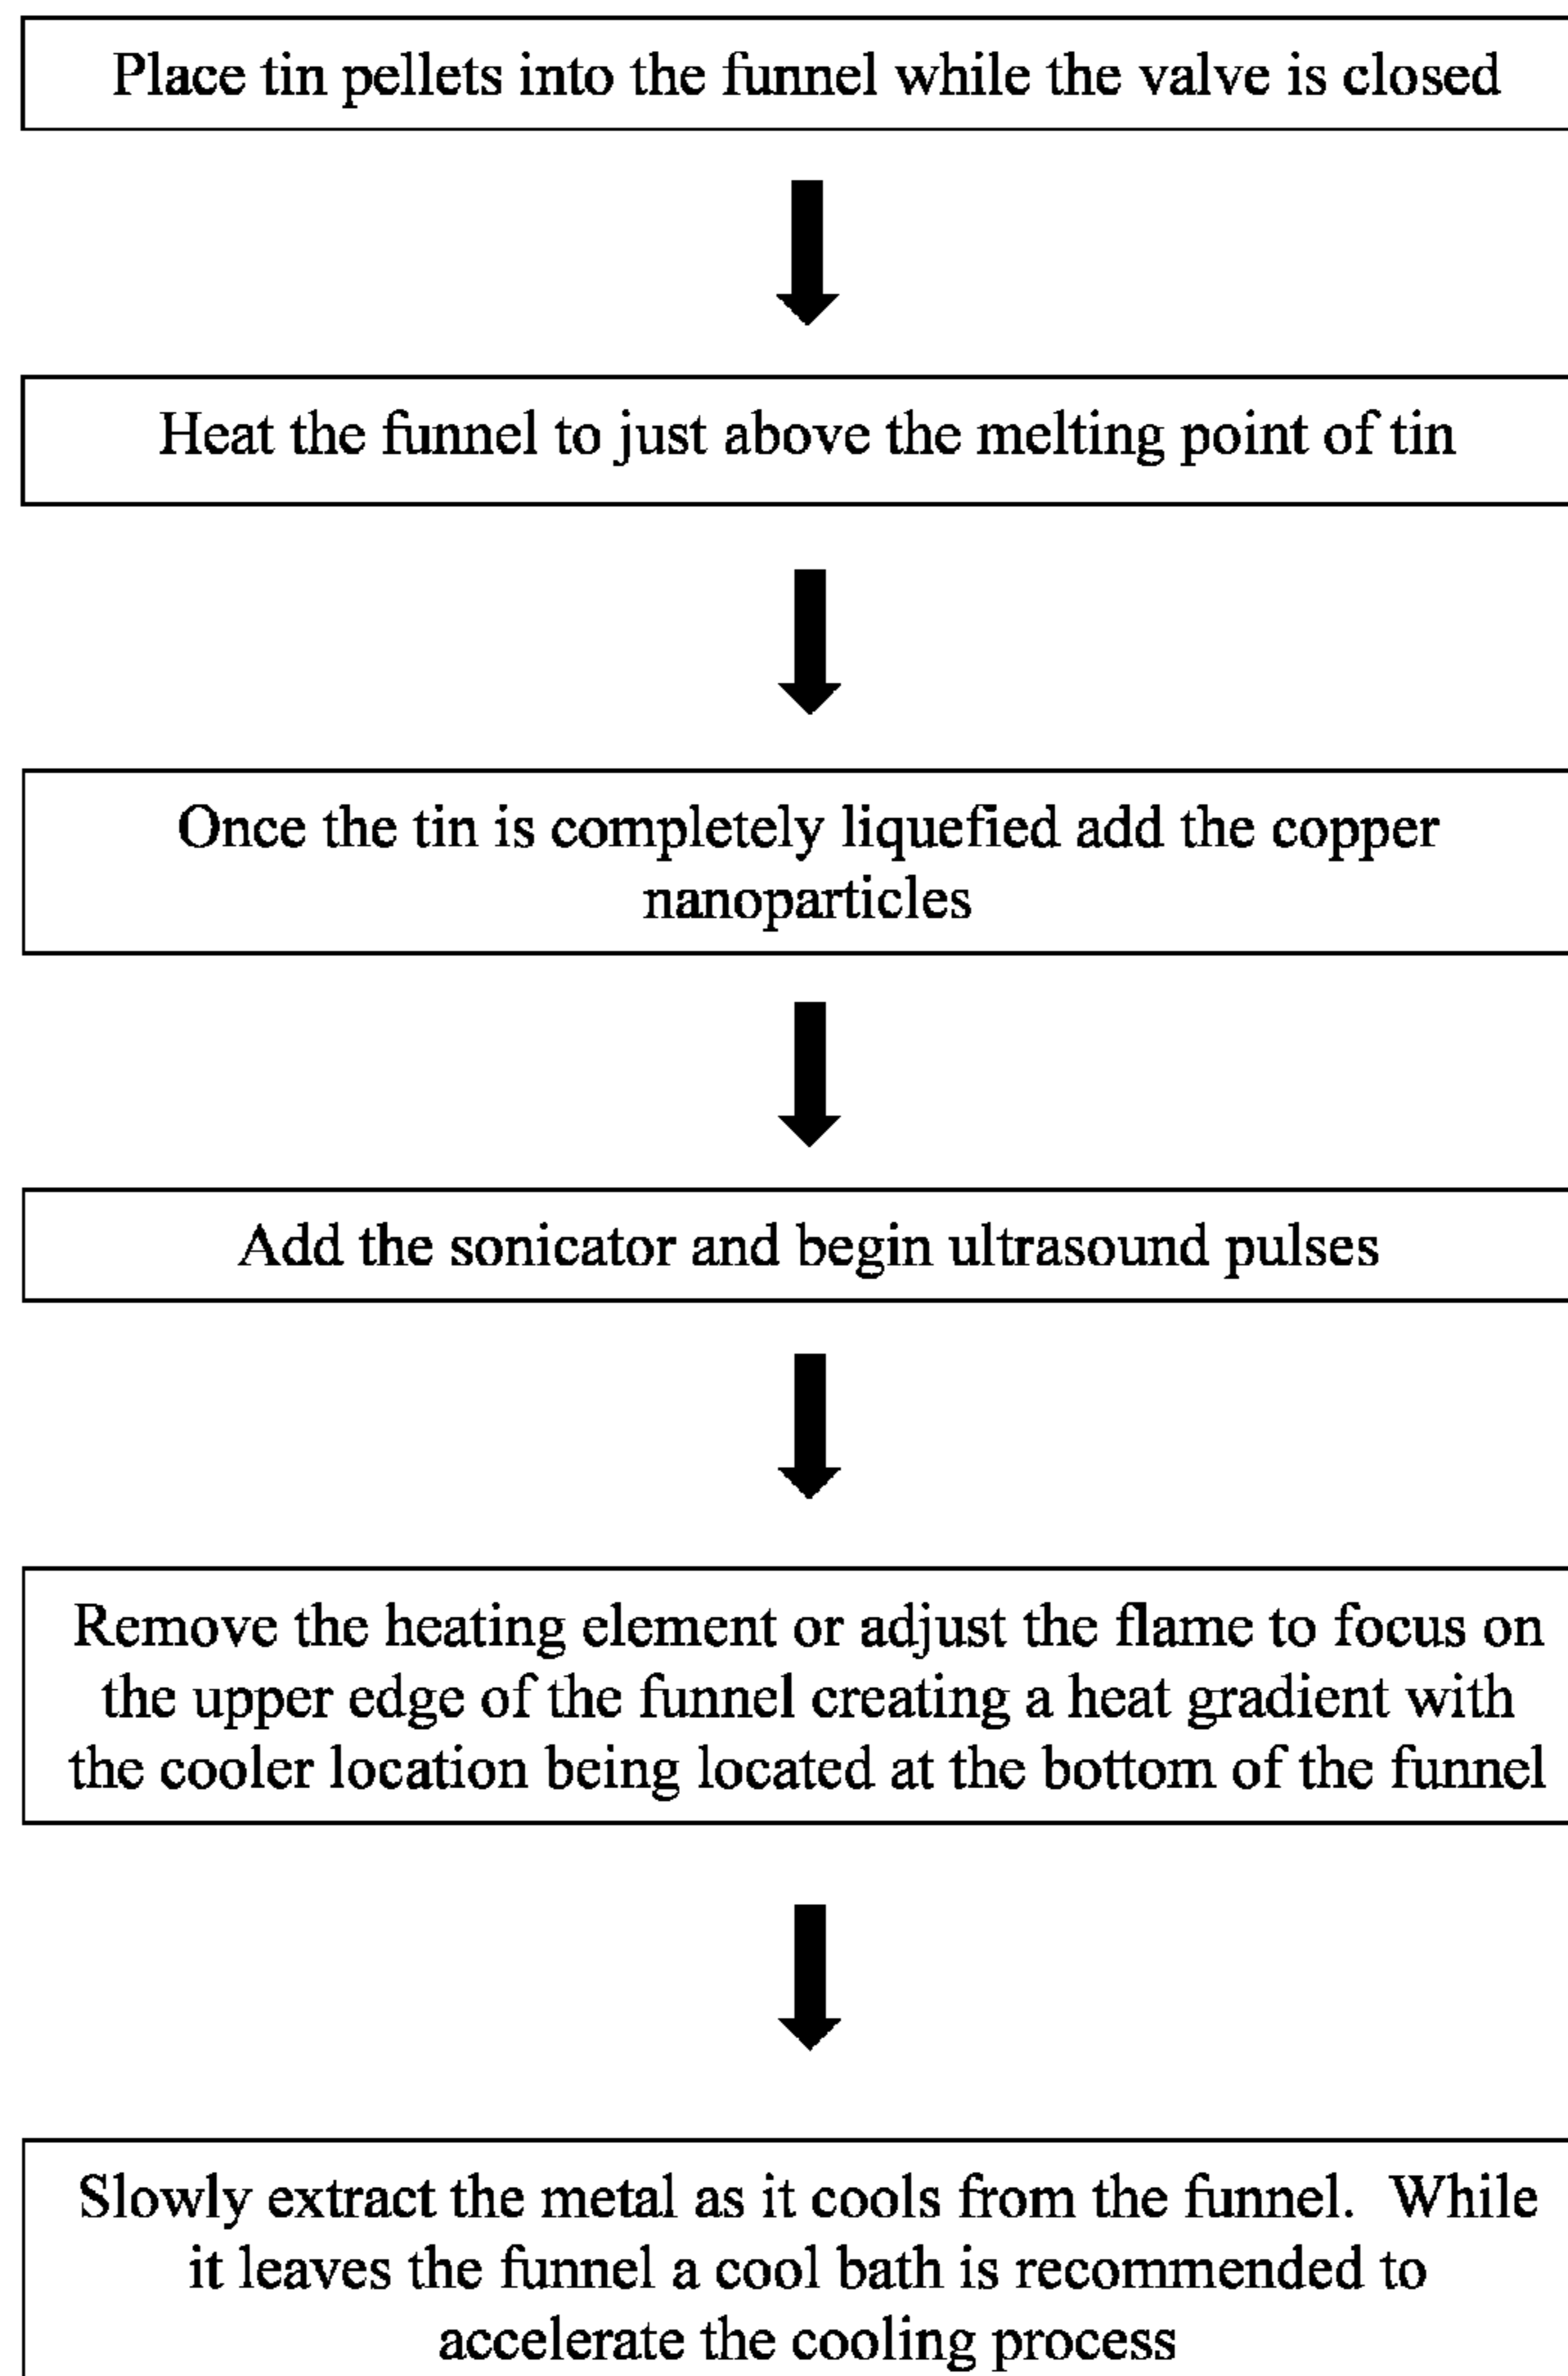 Place tin pellets into the funnel while the valve is closed
Heat the funnel to just above the melting point of tin
Once the tin is completely liquefied add the copper
nanoparticles
Add the sonicator and begin ultrasound pulses
Remove the heating element or adjust the flame to focus on
the upper edge of the funnel creating a heat gradient with
the cooler location being located at the bottom of the funnel
Slowly extract the metal as it cools from the funnel.  While
it leaves the funnel a cool bath is recommended to
accelerate the cooling process